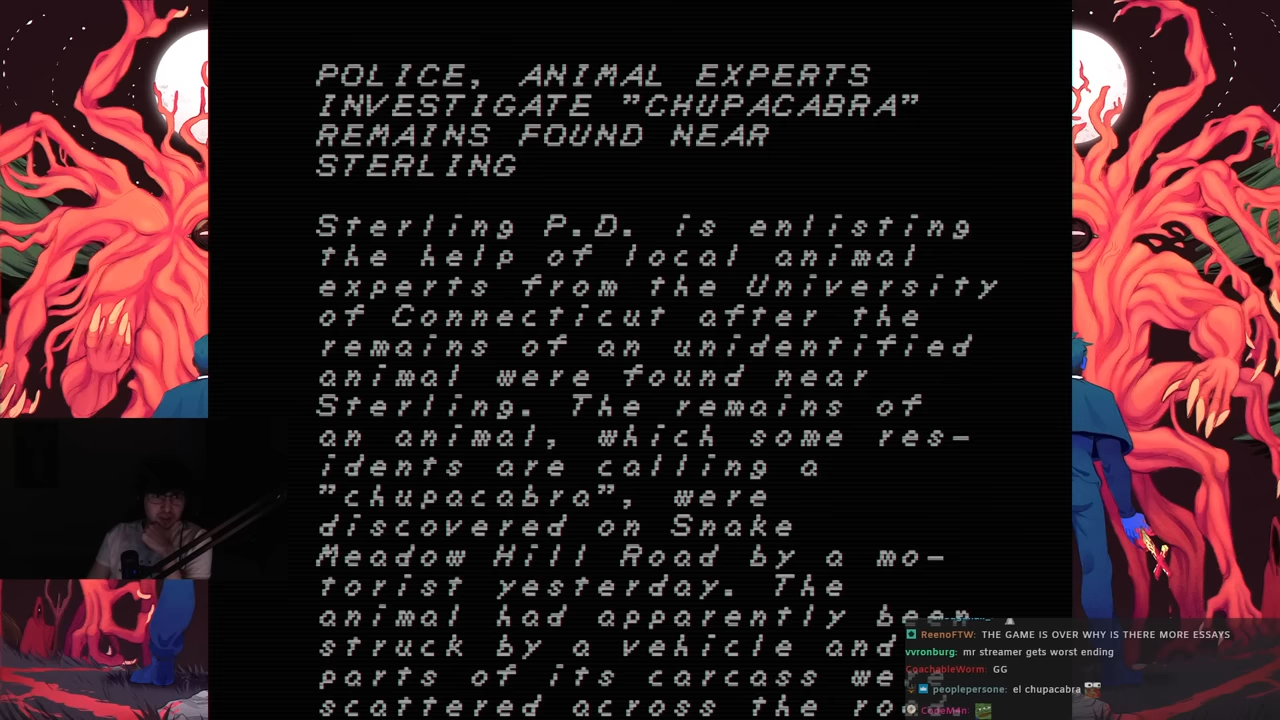 POLICE, ANIMAL EXPERTS
INVESTIGATE "CHUPACABRA"
REMAINS FOUND NEAR
STERLING
Sterling P.D. is enlisting
the help of local animal
experts from the University
of Connecticut after the
remains of an unidentified
animal were found near
Sterling. The remains of
an animal, which some res-
idents are calling a
"chupacabra", were
discovered on Snake
Meadow Hill Road by a mo-
torist yesterday. The
animal had apparently been
struck by a vehicle and
parts of its carcass
scattered across the
ReenoFTW: THE GAME IS OVER WHY IS THERE MORE ESSAYS
vvronburg: mr streamer gets worst ending
CoachableWorm: GG
peoplepersone: el chupacabra
CodeM4n: